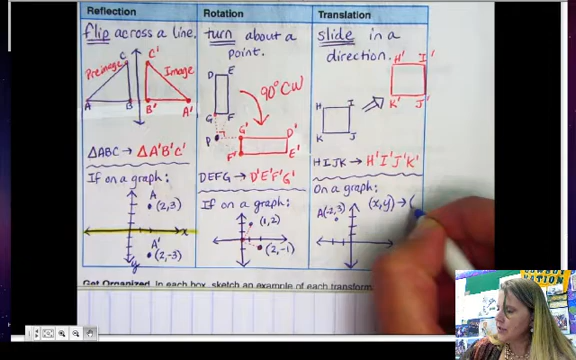 Reflection
flip across a line.
C C'
Preimage Image
A B B' A'
ΔABC → ΔA'B'C'
If on a graph:
A
(2,3)
x
A'
(2,-3)
y
Rotation
turn about a
point.
D E
90° CW
G F
P G' D'
F' E'
DEFG → D'E'F'G'
If on a graph:
(1,2)
(2,-1)
Translation
slide in a
direction.
H' I'
H I K' J'
K J
HIJK → H'I'J'K'
On a graph:
A(-2,3) (x,y) → (
Get Organized In each box, sketch an example of each transform